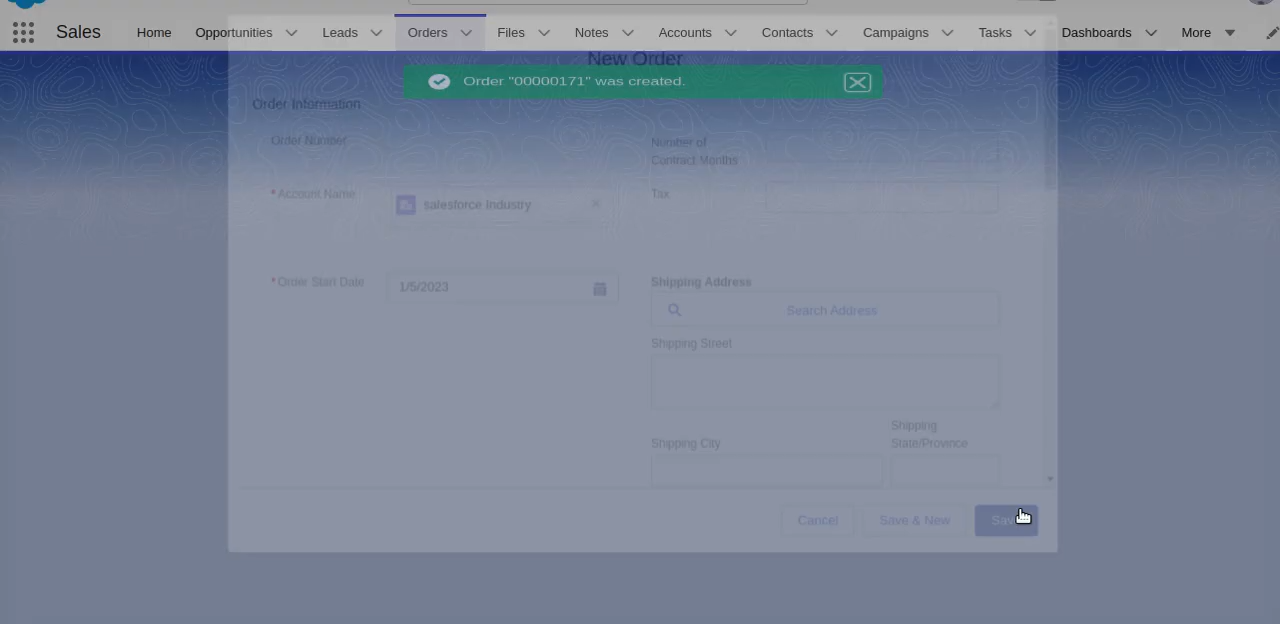 Sales Home Opportunities Leads Orders Files Notes Accounts Contacts Campaigns Tasks Dashboards More
New Order
Order "00000171" was created.
Order Information
Order Number
Number of
Contract Months
* Account Name
salesforce Industry
Tax
* Order Start Date
1/5/2023
Shipping Address
Search Address
Shipping Street
Shipping City
Shipping
State/Province
Cancel
Save & New